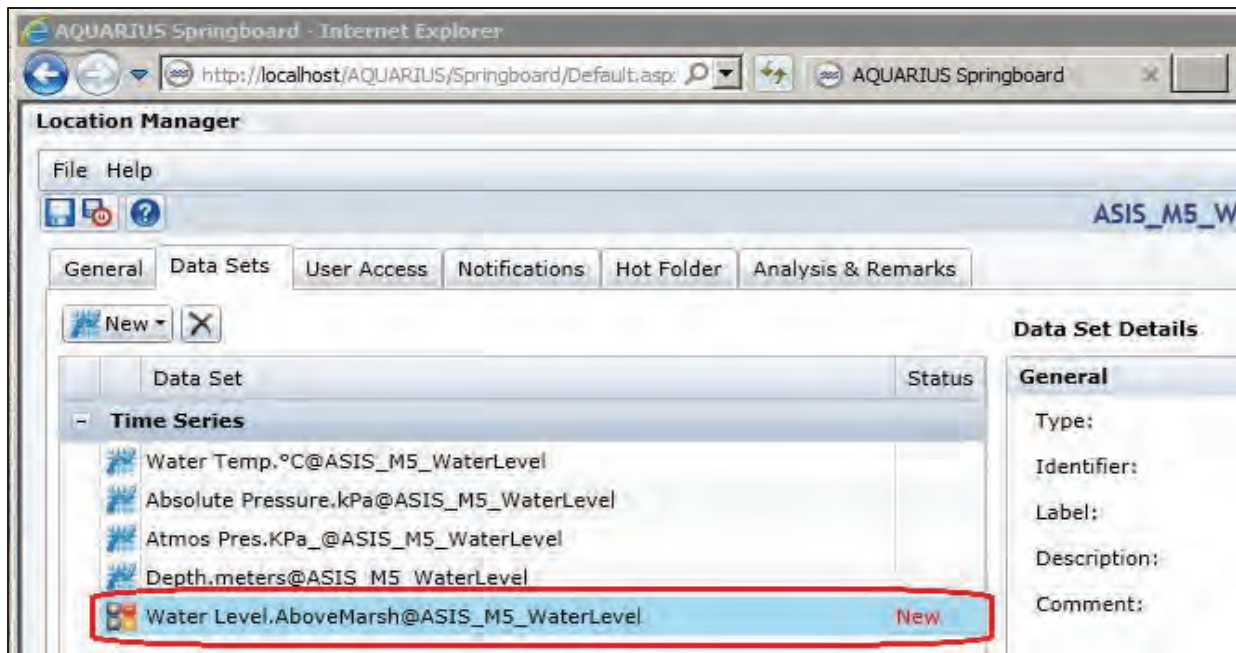 AQUARIUS Springboard - Internet Explorer
http://localhost/AQUARIUS/Springboard/Default.asp: AQUARIUS Springboard
Location Manager
File Help
ASIS_M5_W
General Data Sets User Access Notifications Hot Folder Analysis & Remarks
New
Data Set Details
Data Set Status
General
Time Series
Type:
Water Temp.°C@ASIS_M5_WaterLevel
Identifier:
Absolute Pressure.kPa@ASIS_M5_WaterLevel
Label:
Atmos Pres.KPa_@ASIS_M5_WaterLevel
Description:
Depth.meters@ASIS_M5_WaterLevel
Comment:
Water Level.AboveMarsh@ASIS_M5_WaterLevel New